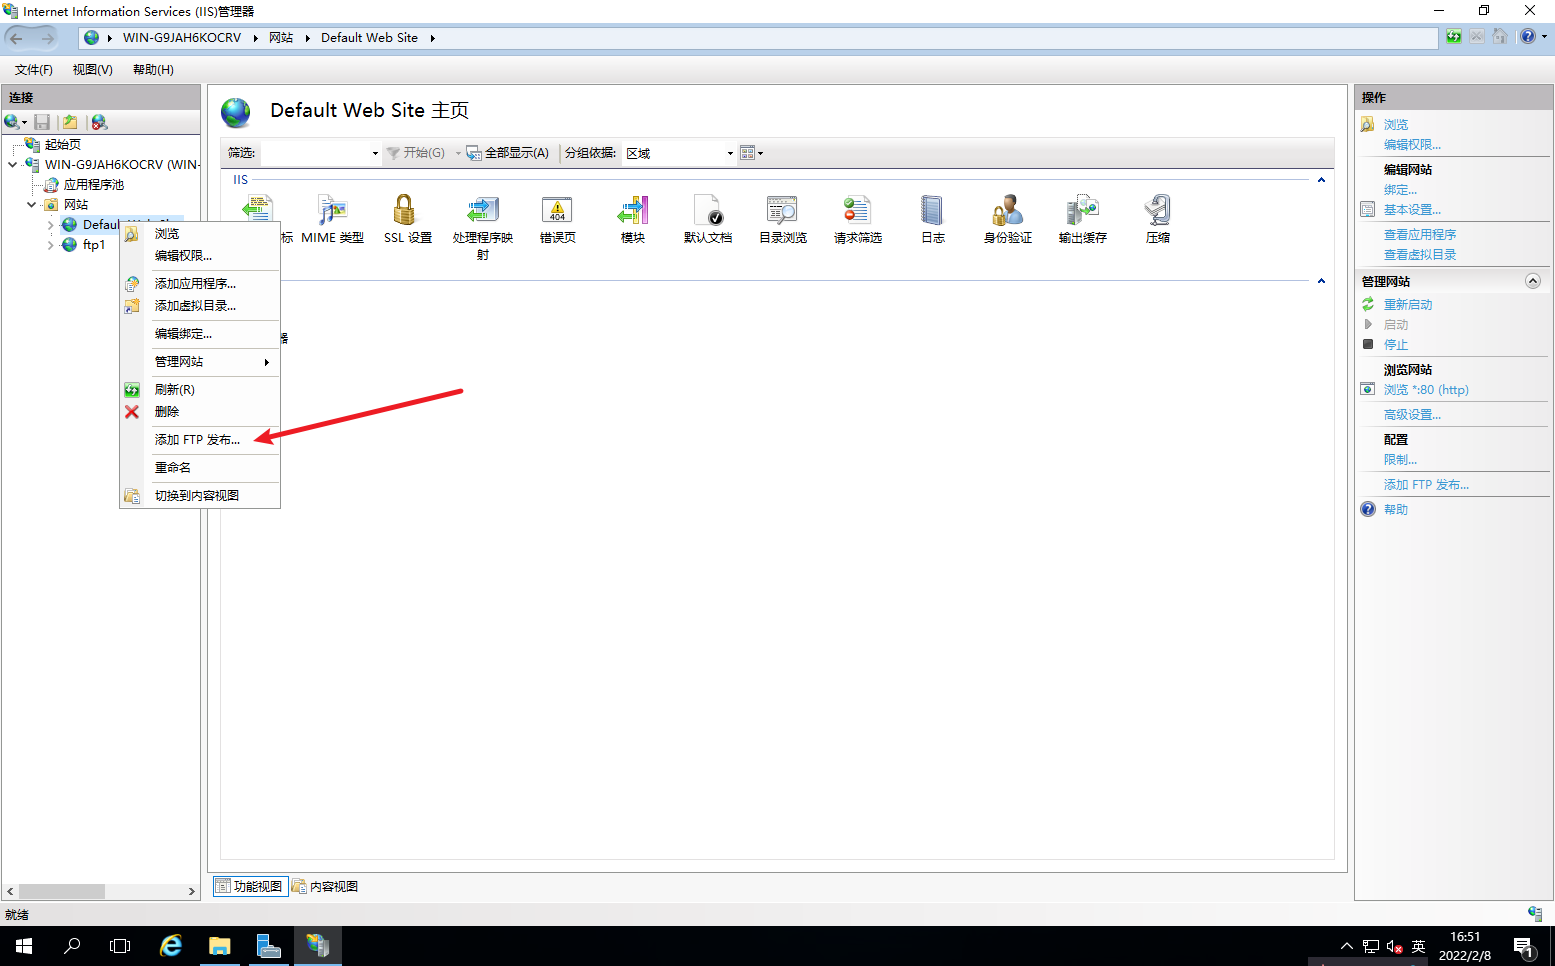 Internet Information Services (IIS)管理器
WIN-G9JAH6KOCRV
网站
Default Web Site
文件(F)
视图(V)
帮助(H)
连接
起始页
WIN-G9JAH6KOCRV (WIN-
应用程序池
网站
ftp1
浏览
编辑权限...
添加应用程序...
添加虚拟目录...
编辑绑定...
管理网站
刷新(R)
删除
添加 FTP 发布...
重命名
切换到内容视图
Default Web Site 主页
筛选:
开始(G)
全部显示(A)
分组依据:
区域
IIS
标
MIME 类型
SSL 设置
处理程序映
射
404
错误页
模块
默认文档
目录浏览
请求筛选
日志
身份验证
输出缓存
压缩
器
功能视图
内容视图
操作
浏览
编辑权限...
编辑网站
绑定...
基本设置...
查看应用程序
查看虚拟目录
管理网站
重新启动
启动
停止
浏览网站
浏览 *:80 (http)
高级设置...
配置
限制...
添加 FTP 发布...
帮助
就绪
英
16:51
2022/2/8
1